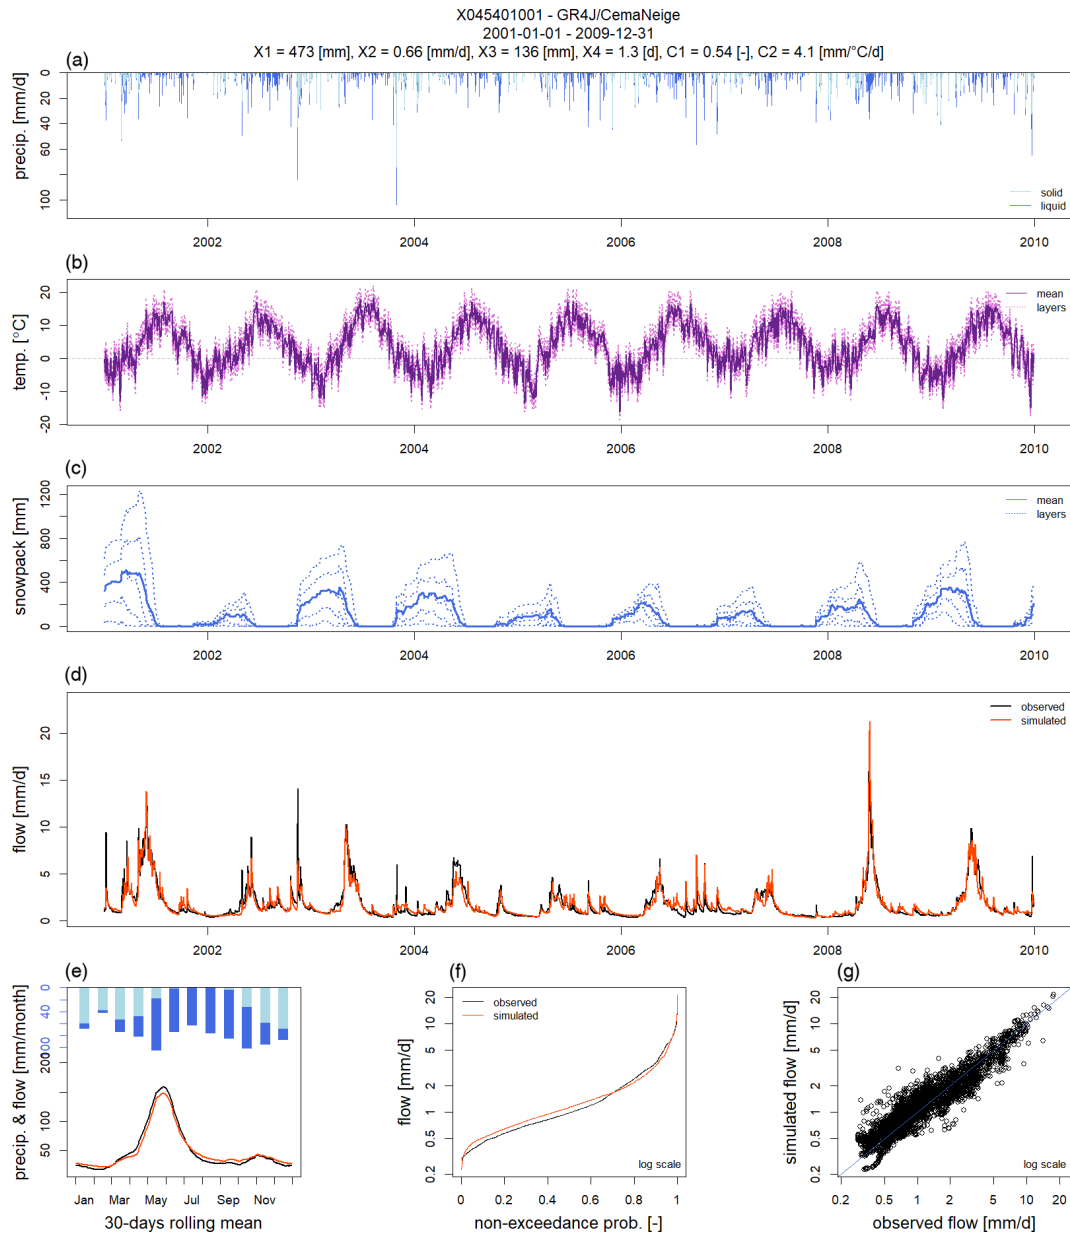 X045401001 - GR4J/CemaNeige
2001-01-01 - 2009-12-31
X1 = 473 [mm], X2 = 0.66 [mm/d], X3 = 136 [mm], X4 = 1.3 [d], C1 = 0.54 [-], C2 = 4.1 [mm/°C/d]
(a)
precip. [mm/d]
0
20
40
60
80
100
solid
liquid
2002 2004 2006 2008 2010
(b)
temp. [°C]
20
10
0
-10
-20
mean
layers
2002 2004 2006 2008 2010
(c)
snowpack [mm]
1200
800
400
0
mean
layers
2002 2004 2006 2008 2010
(d)
flow [mm/d]
20
15
10
5
0
observed
simulated
2002 2004 2006 2008 2010
(e)
precip. & flow [mm/month]
0
40
100
50
Jan Mar May Jul Sep Nov
30-days rolling mean
(f)
flow [mm/d]
20
10
5
2
1
0.5
0.2
observed
simulated
log scale
0 0.2 0.4 0.6 0.8 1
non-exceedance prob. [-]
(g)
simulated flow [mm/d]
20
10
5
2
1
0.5
0.2
log scale
0.2 0.5 1 2 5 10 20
observed flow [mm/d]